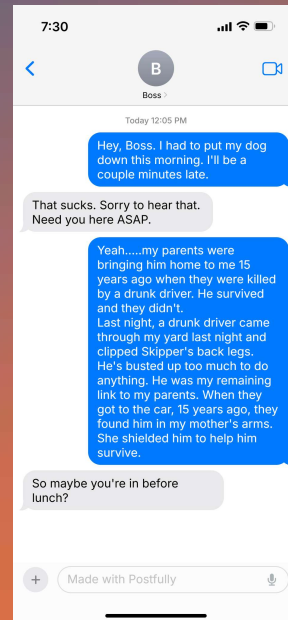 7:30
B
Boss
Today 12:05 PM
Hey, Boss. I had to put my dog
down this morning. I'll be a
couple minutes late.
That sucks. Sorry to hear that.
Need you here ASAP.
Yeah.....my parents were
bringing him home to me 15
years ago when they were killed
by a drunk driver. He survived
and they didn't.
Last night, a drunk driver came
through my yard last night and
clipped Skipper's back legs.
He's busted up too much to do
anything. He was my remaining
link to my parents. When they
got to the car, 15 years ago, they
found him in my mother's arms.
She shielded him to help him
survive.
So maybe you're in before
lunch?
Made with Postfully